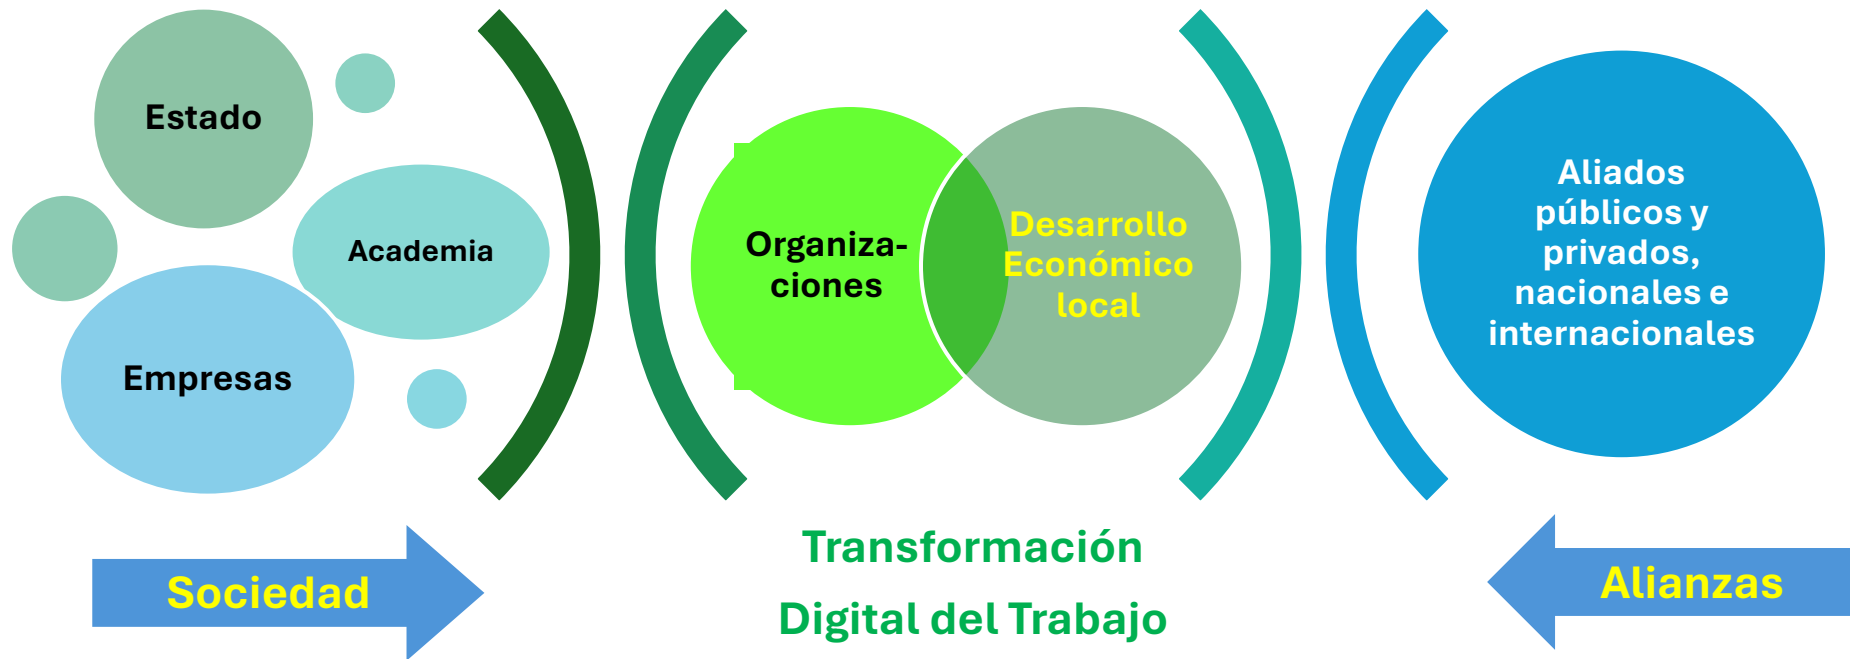 Estado
Academia
Empresas
Organiza-
ciones
Desarrollo
Económico
local
Aliados
públicos y
privados,
nacionales e
internacionales
Sociedad
Transformación
Digital del Trabajo
Alianzas